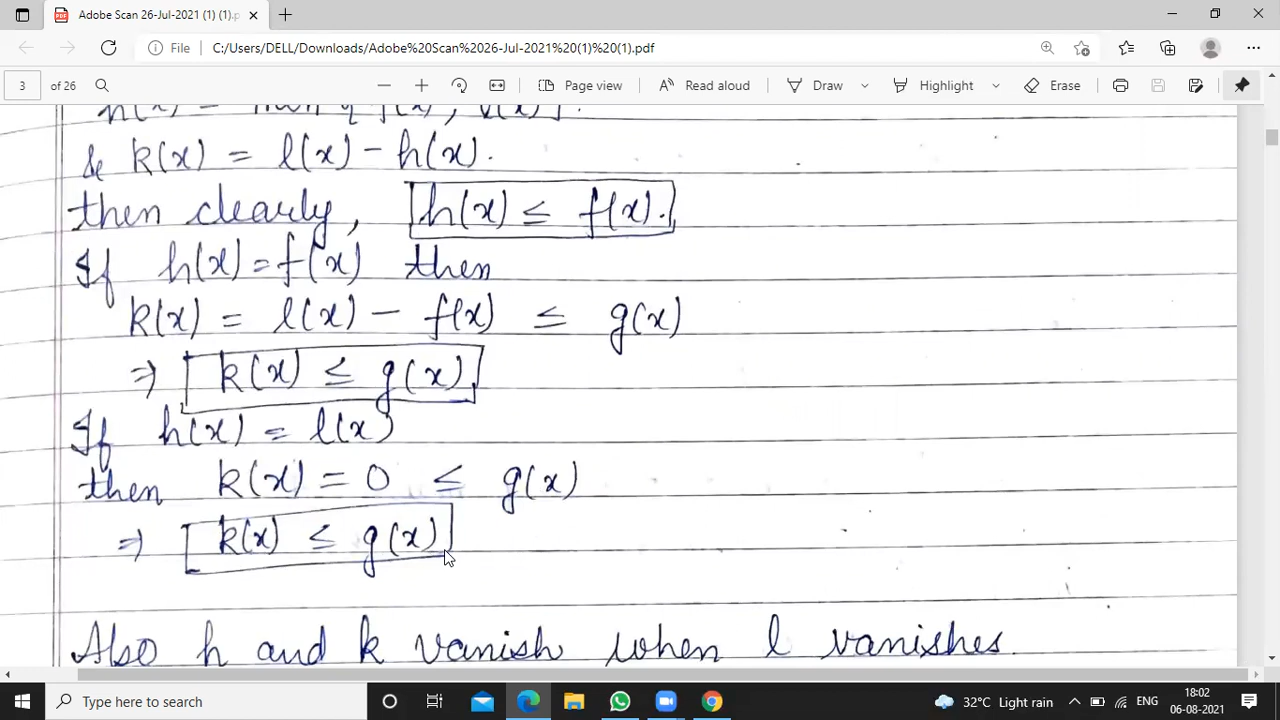 Adobe Scan 26-Jul-2021 (1) (1).p
File C:/Users/DELL/Downloads/Adobe%20Scan%2026-Jul-2021%20(1)%20(1).pdf
3 of 26 Page view Read aloud Draw Highlight Erase
& k(x) = l(x) - h(x).
then clearly, h(x) ≤ f(x).
If h(x) = f(x) then
k(x) = l(x) - f(x) ≤ g(x)
⇒ k(x) ≤ g(x)
If h(x) = l(x)
then k(x) = 0 ≤ g(x)
⇒ k(x) ≤ g(x)
Also h and k vanish when l vanishes.
Type here to search 32°C Light rain ENG 18:02
06-08-2021